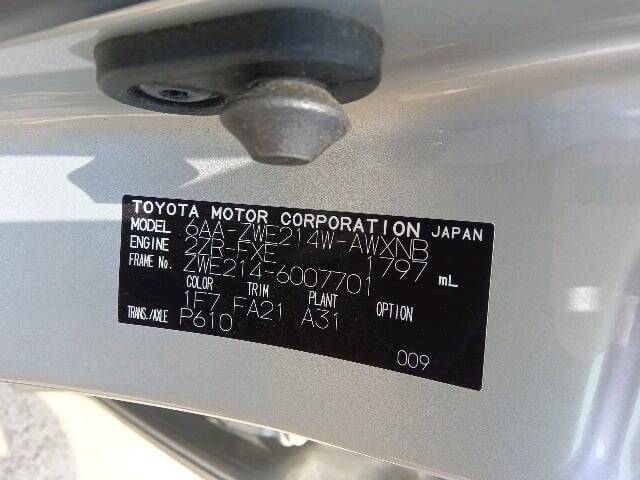 TOYOTA MOTOR CORPORATION JAPAN
MODEL 6AA-ZWE214W-AWXNB
ENGINE 2ZR-FXE 1797 mL
FRAME No. ZWE214-6007701
COLOR TRIM PLANT OPTION
1F7 FA21 A31
TRANS./AXLE P610
009